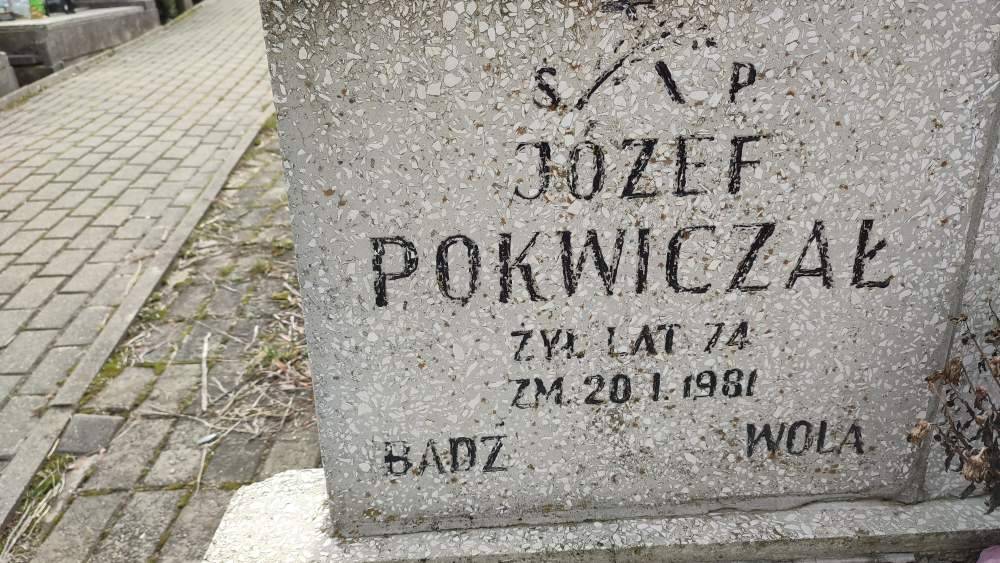 Ś. P.
JÓZEF
POKWICZAŁ
ŻYŁ LAT 74
ZM. 20.I.1981
BĄDŹ WOLA